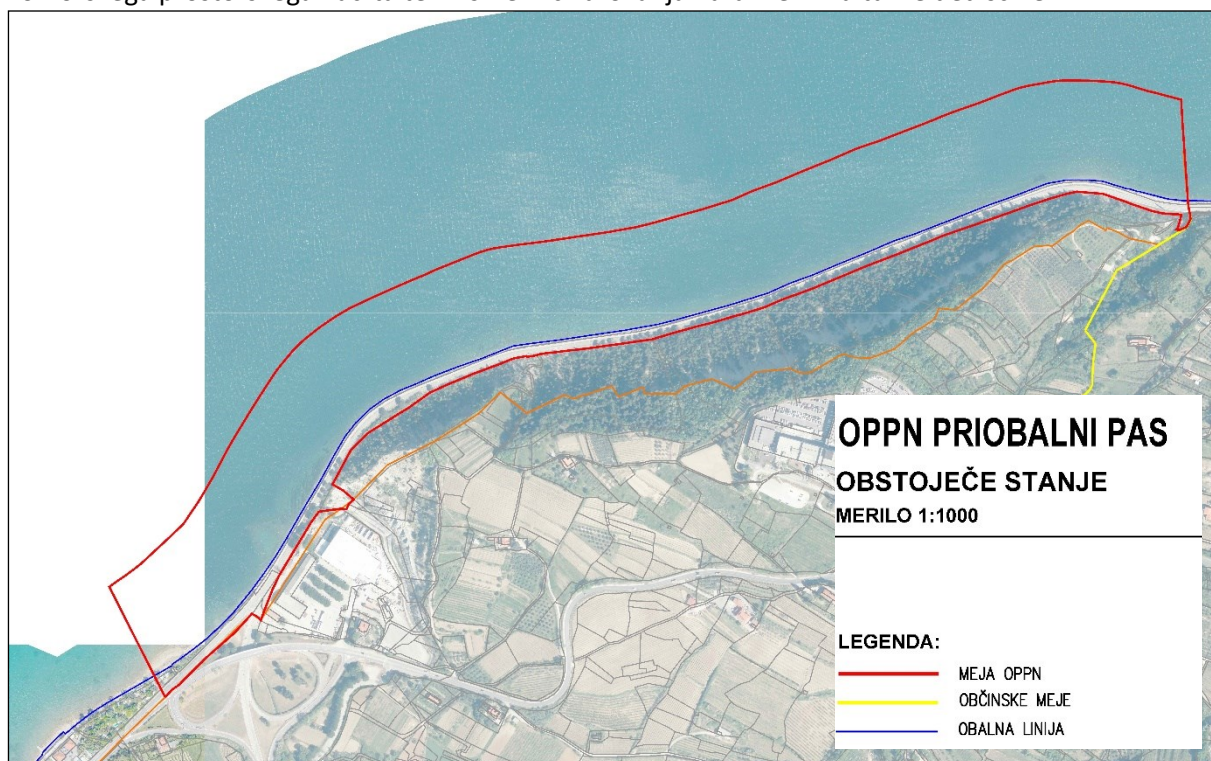 OPPN PRIOBALNI PAS
OBSTOJEČE STANJE
MERILO 1:1000
LEGENDA:
MEJA OPPN
OBČINSKE MEJE
OBALNA LINIJA